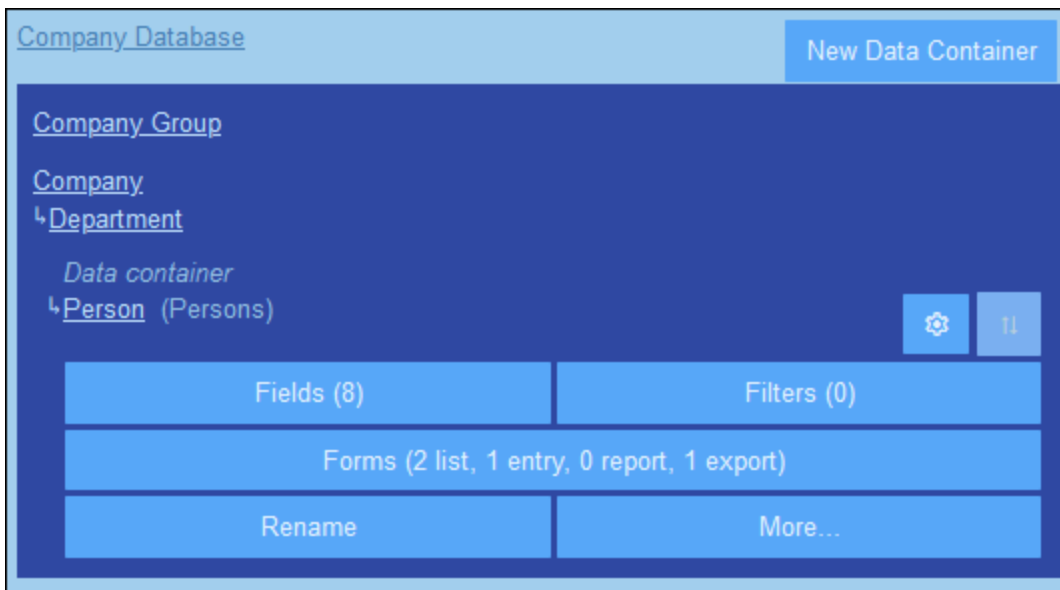 Company Database
New Data Container
Company Group
Company
↳Department
Data container
↳Person (Persons)
Fields (8)
Filters (0)
Forms (2 list, 1 entry, 0 report, 1 export)
Rename
More...